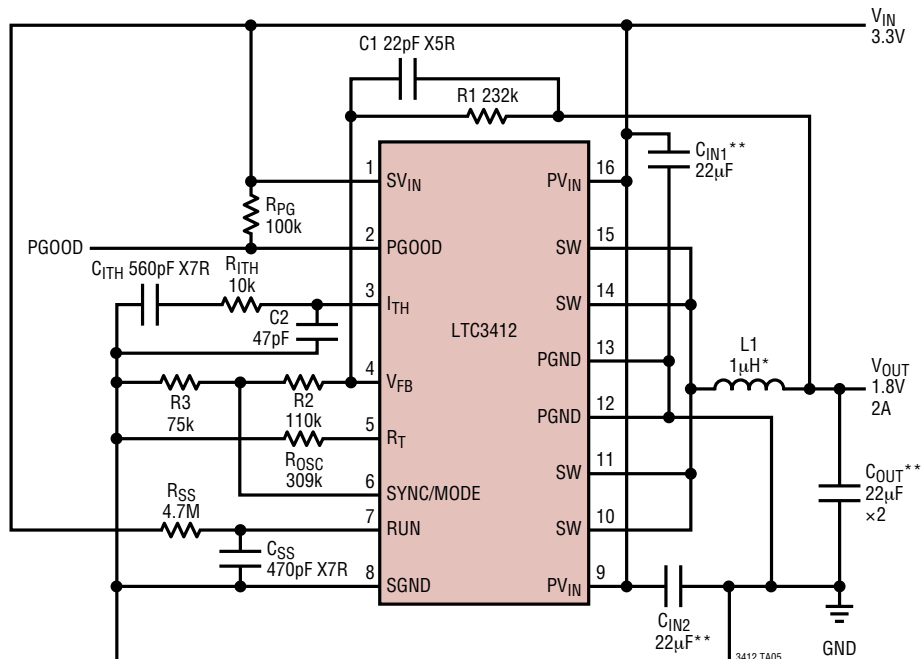 V_IN
3.3V
C1 22pF X5R
R1 232k
C_IN1**
22μF
1
SV_IN
PV_IN
16
R_PG
100k
PGOOD
2
PGOOD
SW
15
C_ITH 560pF X7R
R_ITH
10k
3
I_TH
SW
14
C2
47pF
LTC3412
PGND
13
L1
1μH*
V_OUT
1.8V
2A
4
V_FB
PGND
12
R3
75k
R2
110k
5
R_T
R_OSC
309k
SW
11
6
SYNC/MODE
C_OUT**
22μF
×2
R_SS
4.7M
7
RUN
SW
10
C_SS
470pF X7R
8
SGND
PV_IN
9
C_IN2
22μF**
3412 TA05
GND